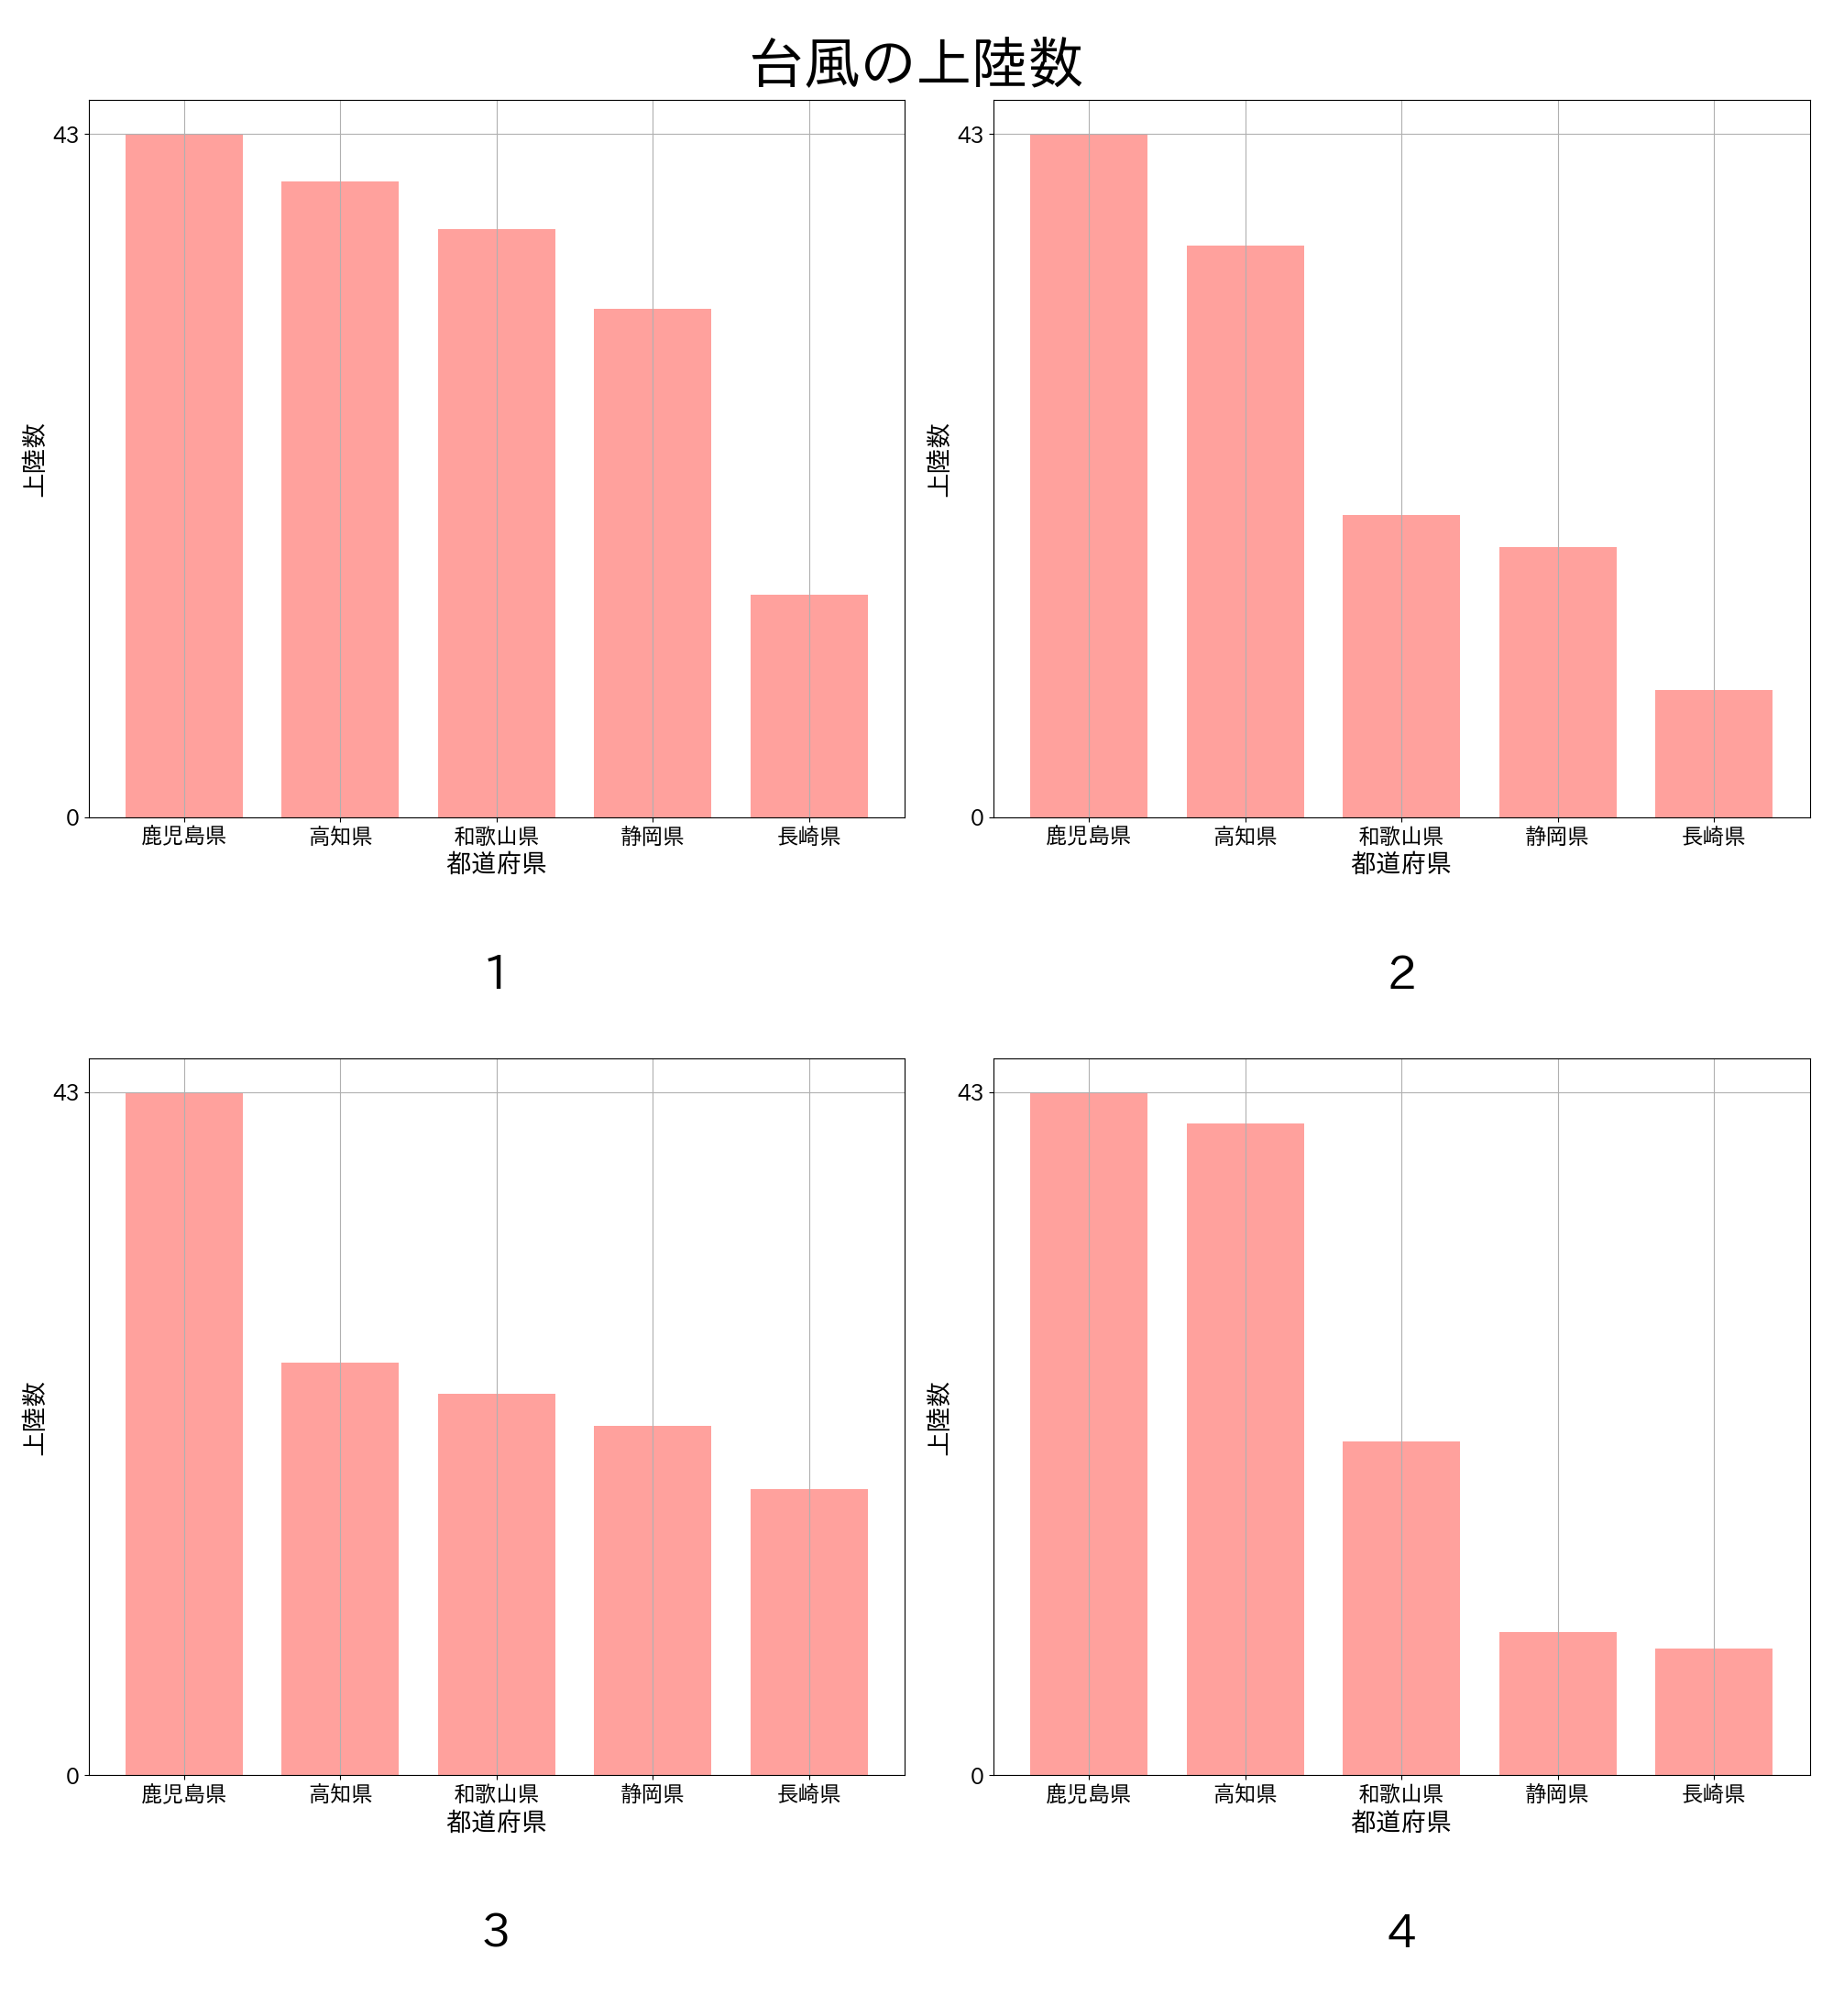 台風の上陸数
43
0
上陸数
鹿児島県 高知県 和歌山県 静岡県 長崎県
都道府県
1
43
0
上陸数
鹿児島県 高知県 和歌山県 静岡県 長崎県
都道府県
2
43
0
上陸数
鹿児島県 高知県 和歌山県 静岡県 長崎県
都道府県
3
43
0
上陸数
鹿児島県 高知県 和歌山県 静岡県 長崎県
都道府県
4